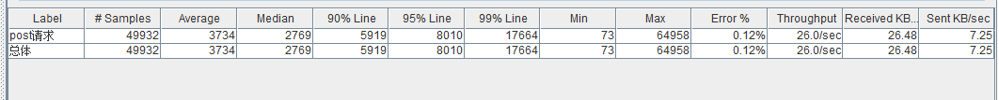 Label # Samples Average Median 90% Line 95% Line 99% Line Min Max Error % Throughput Received KB... Sent KB/sec
post请求 49932 3734 2769 5919 8010 17664 73 64958 0.12% 26.0/sec 26.48 7.25
总体 49932 3734 2769 5919 8010 17664 73 64958 0.12% 26.0/sec 26.48 7.25